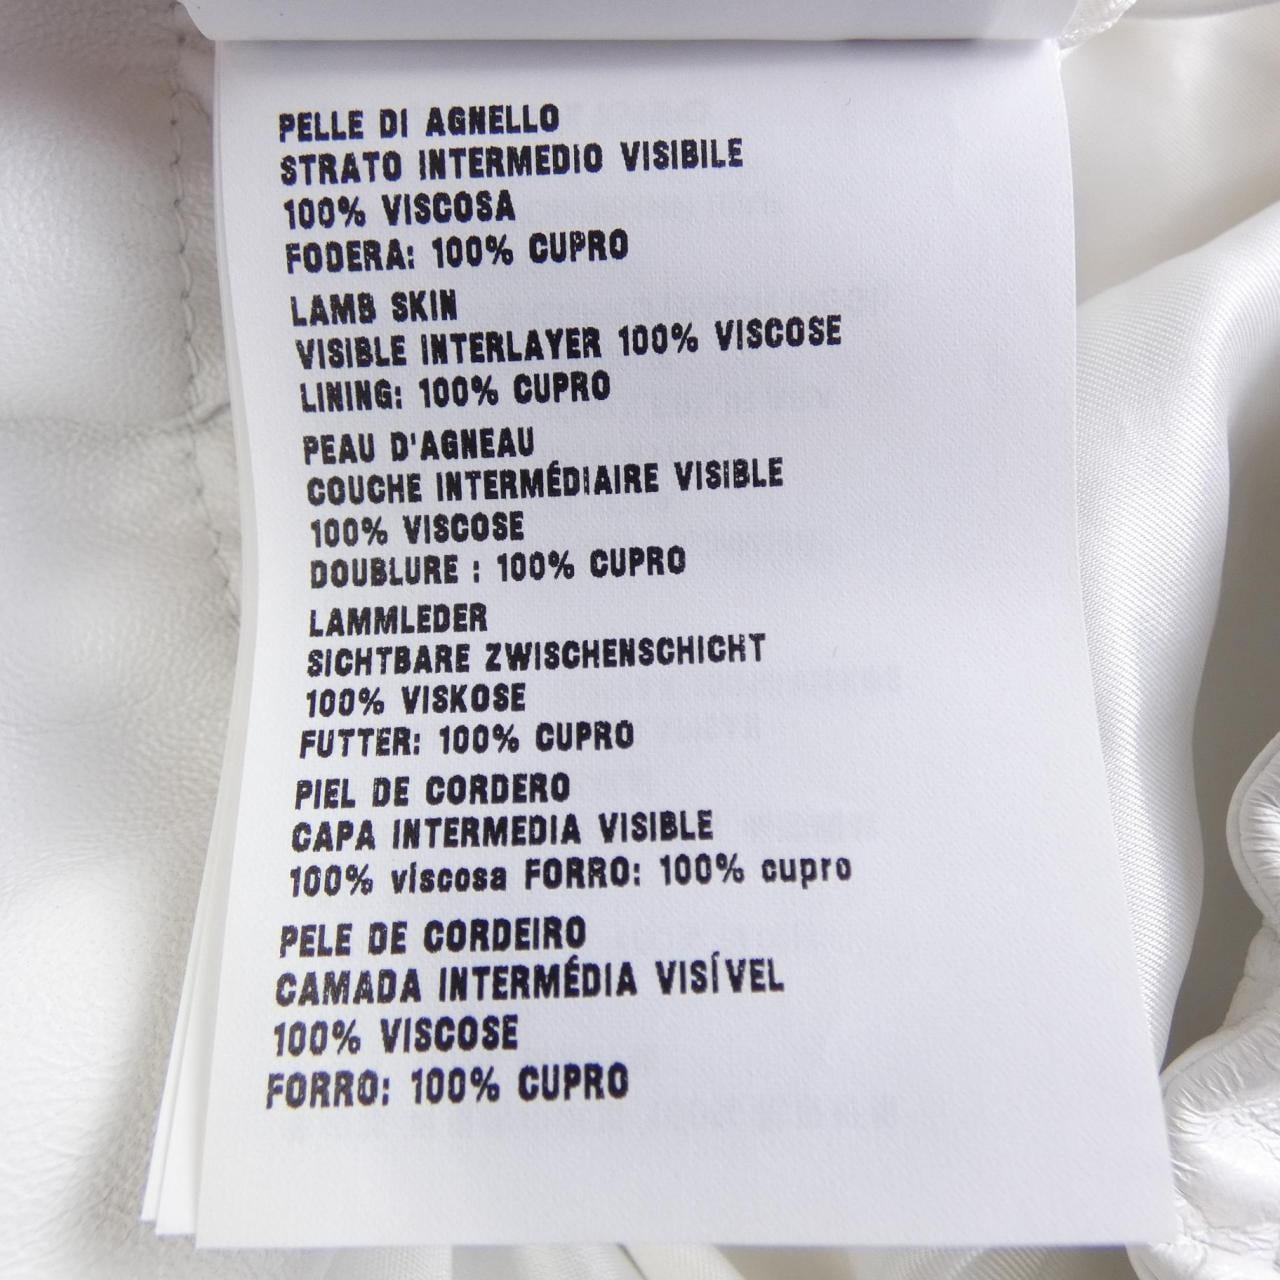 PELLE DI AGNELLO
STRATO INTERMEDIO VISIBILE
100% VISCOSA
FODERA: 100% CUPRO
LAMB SKIN
VISIBLE INTERLAYER 100% VISCOSE
LINING: 100% CUPRO
PEAU D'AGNEAU
COUCHE INTERMÉDIAIRE VISIBLE
100% VISCOSE
DOUBLURE : 100% CUPRO
LAMMLEDER
SICHTBARE ZWISCHENSCHICHT
100% VISKOSE
FUTTER: 100% CUPRO
PIEL DE CORDERO
CAPA INTERMEDIA VISIBLE
100% viscosa FORRO: 100% cupro
PELE DE CORDEIRO
CAMADA INTERMÉDIA VISÍVEL
100% VISCOSE
FORRO: 100% CUPRO